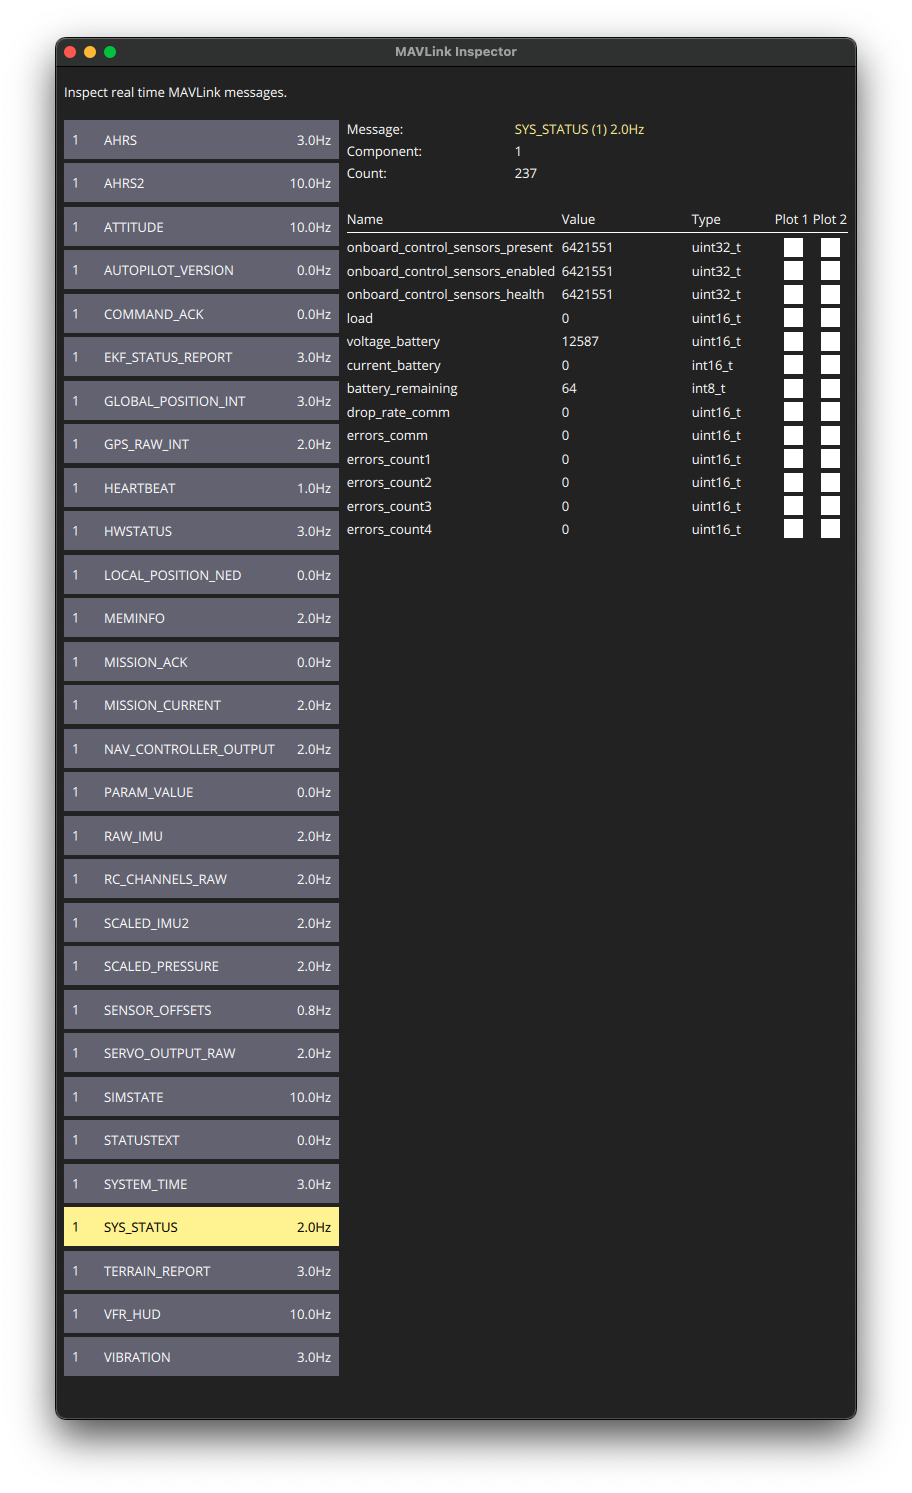 MAVLink Inspector
Inspect real time MAVLink messages.
1 AHRS 3.0Hz
1 AHRS2 10.0Hz
1 ATTITUDE 10.0Hz
1 AUTOPILOT_VERSION 0.0Hz
1 COMMAND_ACK 0.0Hz
1 EKF_STATUS_REPORT 3.0Hz
1 GLOBAL_POSITION_INT 3.0Hz
1 GPS_RAW_INT 2.0Hz
1 HEARTBEAT 1.0Hz
1 HWSTATUS 3.0Hz
1 LOCAL_POSITION_NED 0.0Hz
1 MEMINFO 2.0Hz
1 MISSION_ACK 0.0Hz
1 MISSION_CURRENT 2.0Hz
1 NAV_CONTROLLER_OUTPUT 2.0Hz
1 PARAM_VALUE 0.0Hz
1 RAW_IMU 2.0Hz
1 RC_CHANNELS_RAW 2.0Hz
1 SCALED_IMU2 2.0Hz
1 SCALED_PRESSURE 2.0Hz
1 SENSOR_OFFSETS 0.8Hz
1 SERVO_OUTPUT_RAW 2.0Hz
1 SIMSTATE 10.0Hz
1 STATUSTEXT 0.0Hz
1 SYSTEM_TIME 3.0Hz
1 SYS_STATUS 2.0Hz
1 TERRAIN_REPORT 3.0Hz
1 VFR_HUD 10.0Hz
1 VIBRATION 3.0Hz
Message: SYS_STATUS (1) 2.0Hz
Component: 1
Count: 237
Name Value Type Plot 1 Plot 2
onboard_control_sensors_present 6421551 uint32_t
onboard_control_sensors_enabled 6421551 uint32_t
onboard_control_sensors_health 6421551 uint32_t
load 0 uint16_t
voltage_battery 12587 uint16_t
current_battery 0 int16_t
battery_remaining 64 int8_t
drop_rate_comm 0 uint16_t
errors_comm 0 uint16_t
errors_count1 0 uint16_t
errors_count2 0 uint16_t
errors_count3 0 uint16_t
errors_count4 0 uint16_t